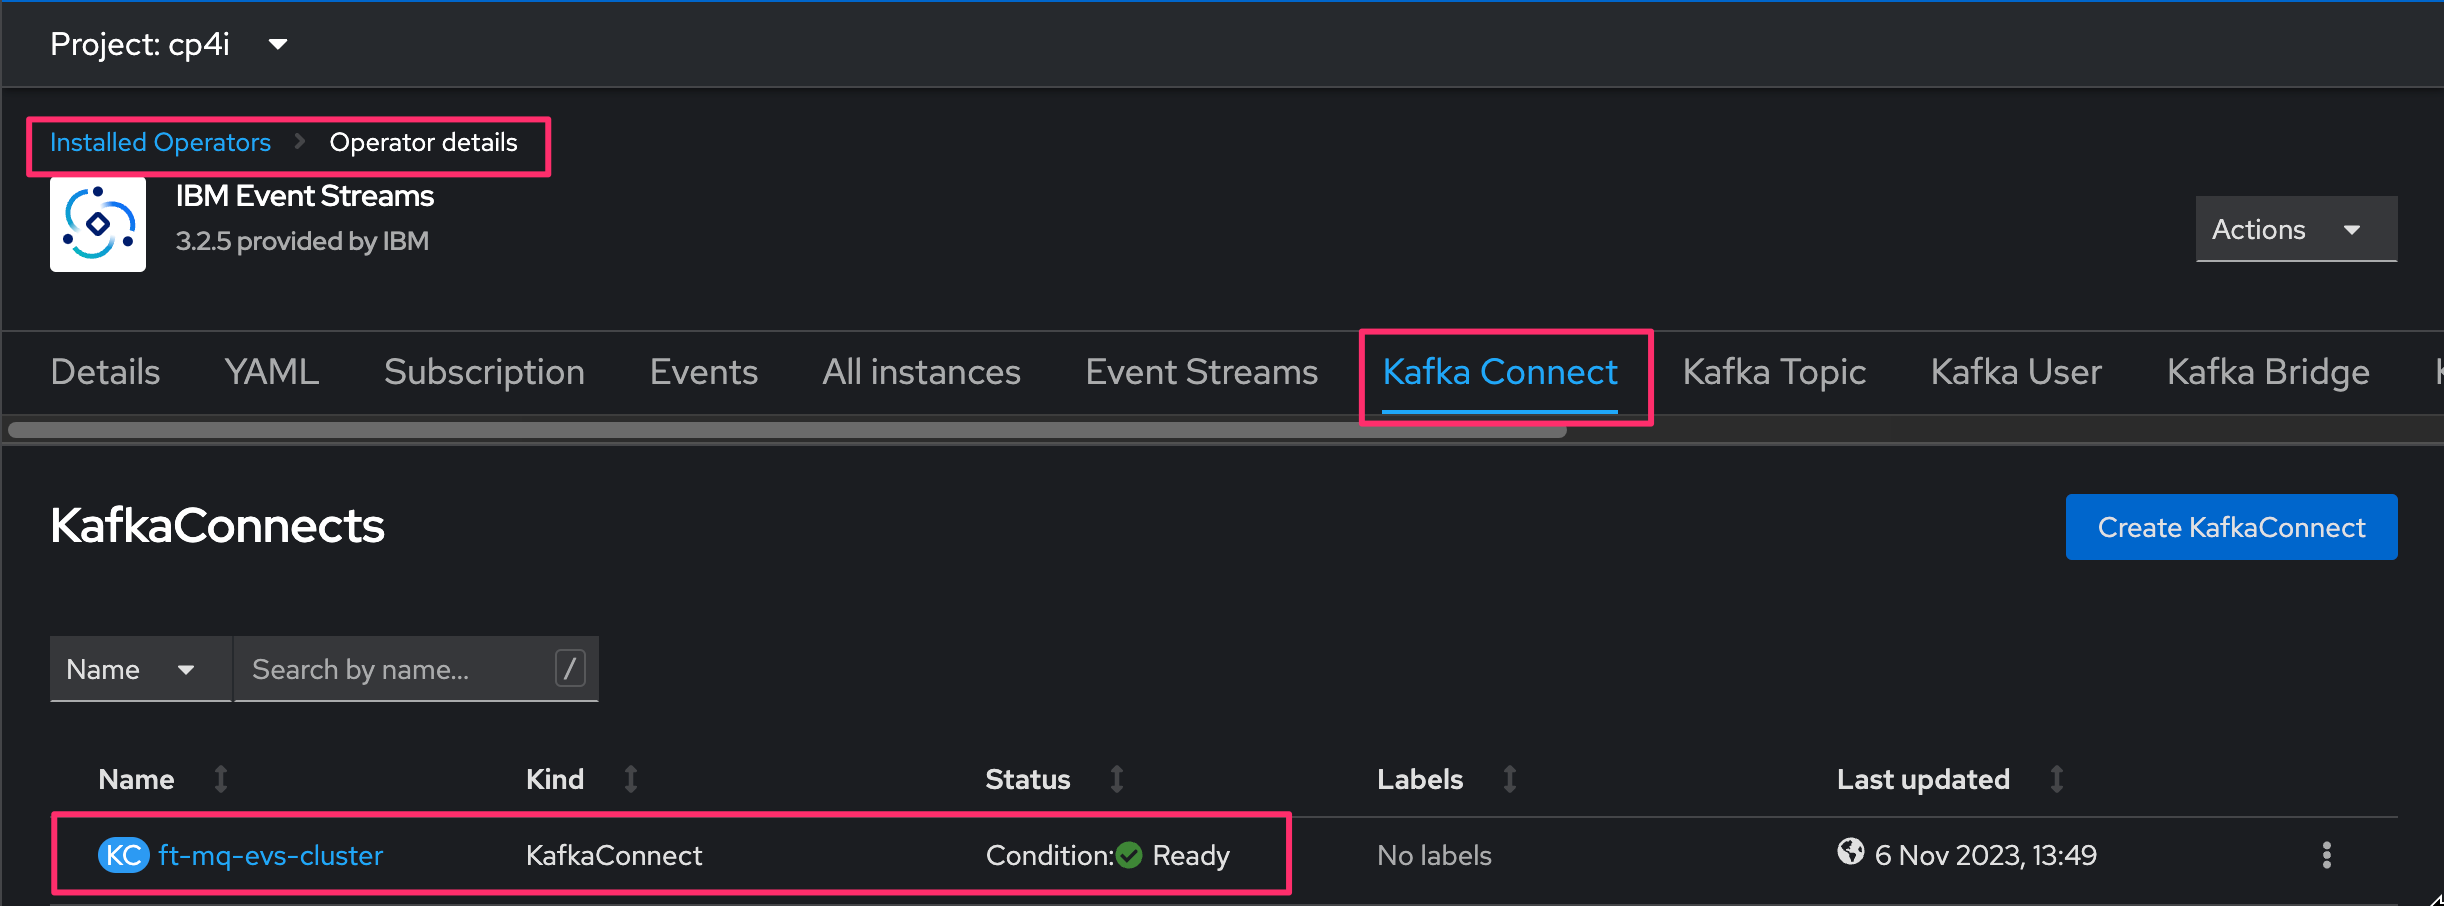 Project: cp4i
Installed Operators Operator details
IBM Event Streams
3.2.5 provided by IBM
Actions
Details YAML Subscription Events All instances Event Streams Kafka Connect Kafka Topic Kafka User Kafka Bridge
KafkaConnects
Create KafkaConnect
Name Search by name... /
Name Kind Status Labels Last updated
KC ft-mq-evs-cluster KafkaConnect Condition: Ready No labels 6 Nov 2023, 13:49